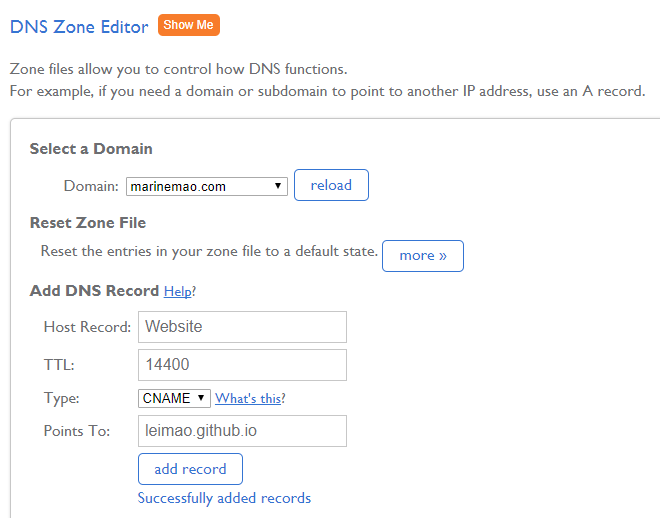 DNS Zone Editor Show Me
Zone files allow you to control how DNS functions.
For example, if you need a domain or subdomain to point to another IP address, use an A record.
Select a Domain
Domain: marinemao.com reload
Reset Zone File
Reset the entries in your zone file to a default state. more »
Add DNS Record Help?
Host Record: Website
TTL: 14400
Type: CNAME What's this?
Points To: leimao.github.io
add record
Successfully added records